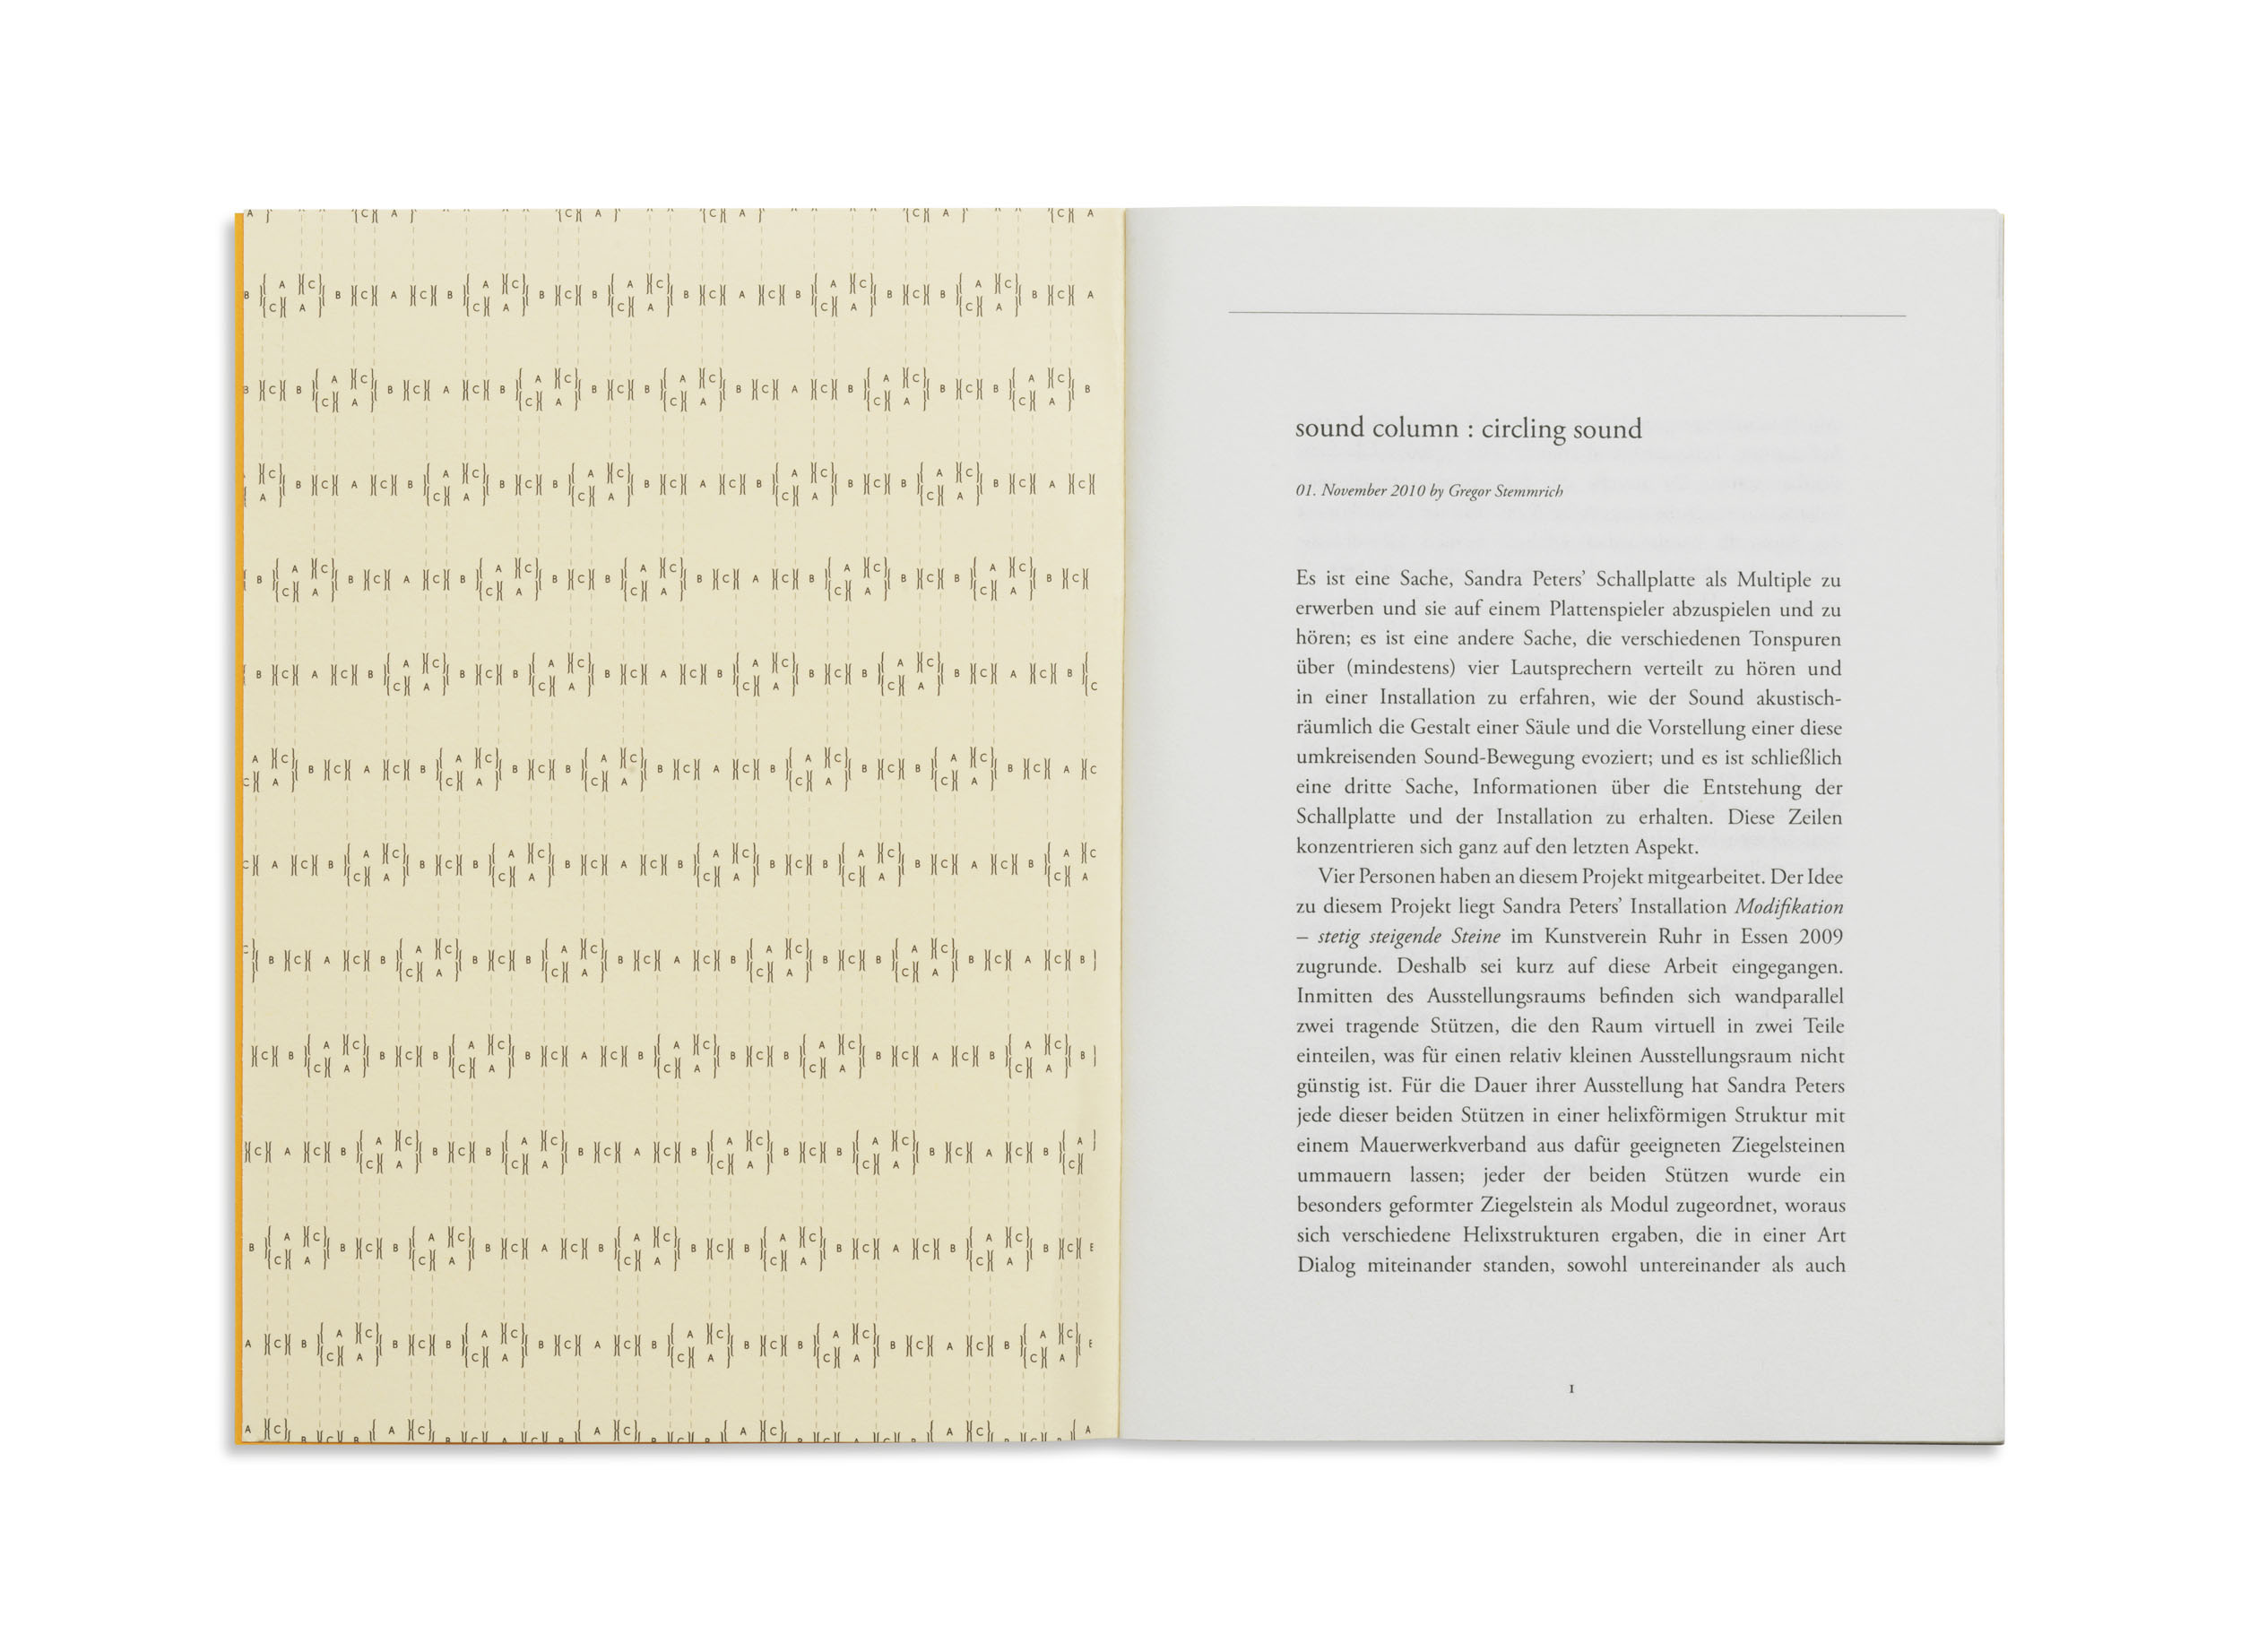 sound column : circling sound
01. November 2010 by Gregor Stemmrich
Es ist eine Sache, Sandra Peters’ Schallplatte als Multiple zu
erwerben und sie auf einem Plattenspieler abzuspielen und zu
hören; es ist eine andere Sache, die verschiedenen Tonspuren
über (mindestens) vier Lautsprechern verteilt zu hören und
in einer Installation zu erfahren, wie der Sound akustisch-
räumlich die Gestalt einer Säule und die Vorstellung einer diese
umkreisenden Sound-Bewegung evoziert; und es ist schließlich
eine dritte Sache, Informationen über die Entstehung der
Schallplatte und der Installation zu erhalten. Diese Zeilen
konzentrieren sich ganz auf den letzten Aspekt.
Vier Personen haben an diesem Projekt mitgearbeitet. Der Idee
zu diesem Projekt liegt Sandra Peters’ Installation Modifikation
– stetig steigende Steine im Kunstverein Ruhr in Essen 2009
zugrunde. Deshalb sei kurz auf diese Arbeit eingegangen.
Inmitten des Ausstellungsraums befinden sich wandparallel
zwei tragende Stützen, die den Raum virtuell in zwei Teile
einteilen, was für einen relativ kleinen Ausstellungsraum nicht
günstig ist. Für die Dauer ihrer Ausstellung hat Sandra Peters
jede dieser beiden Stützen in einer helixförmigen Struktur mit
einem Mauerwerkverband aus dafür geeigneten Ziegelsteinen
ummauern lassen; jeder der beiden Stützen wurde ein
besonders geformter Ziegelstein als Modul zugeordnet, woraus
sich verschiedene Helixstrukturen ergaben, die in einer Art
Dialog miteinander standen, sowohl untereinander als auch
1